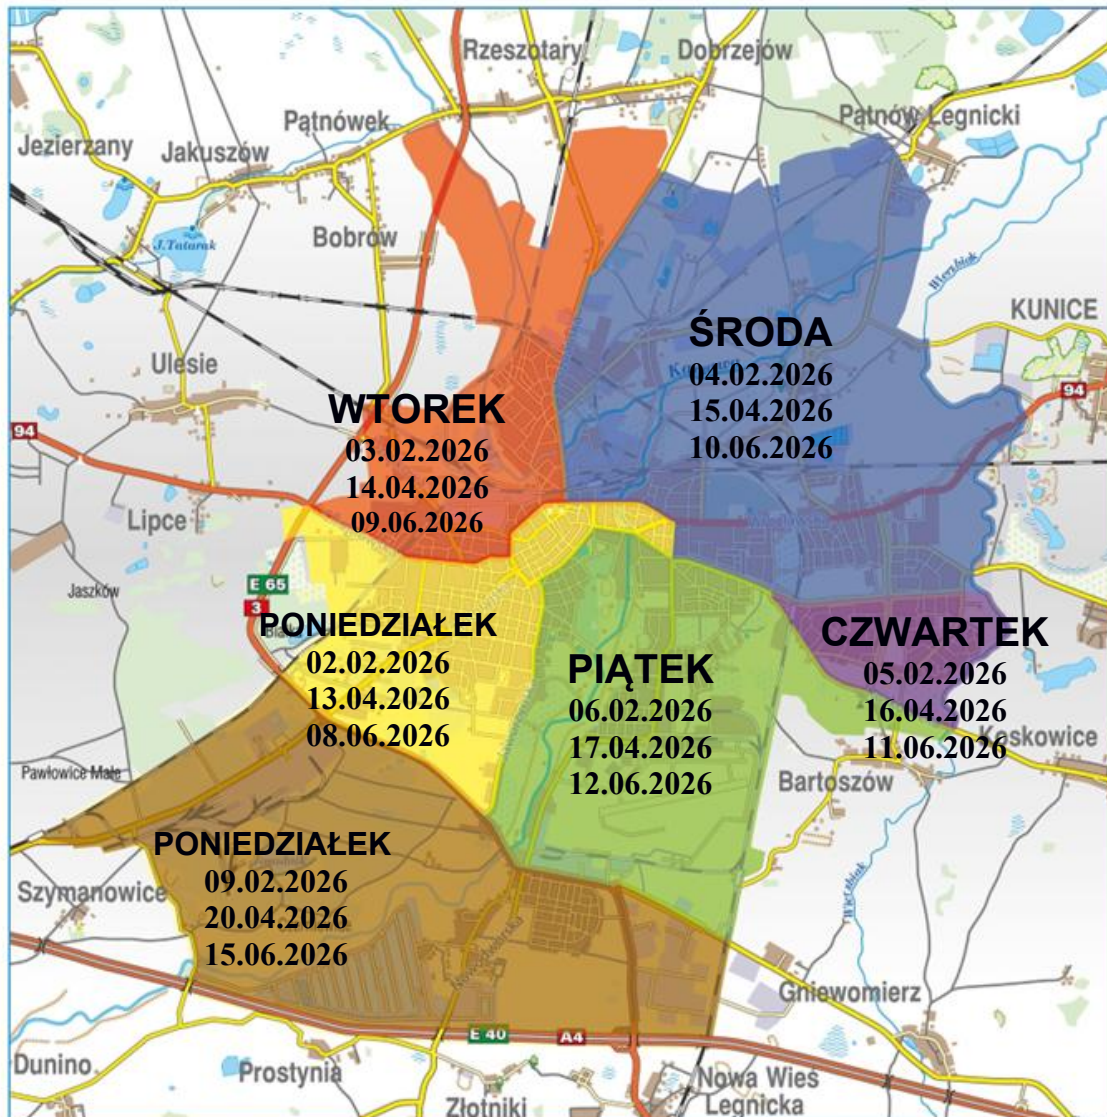 Rzeszotary
Dobrzejów
Pątnówek
Pątnów Legnicki
Jezierzany
Jakuszów
Bobrów
J.Tatarak
Wierzbiak
KUNICE
ŚRODA
04.02.2026
15.04.2026
10.06.2026
Ulesie
WTOREK
03.02.2026
14.04.2026
09.06.2026
94
94
Lipce
Jaszków
E 65
3
PONIEDZIAŁEK
02.02.2026
13.04.2026
08.06.2026
PIĄTEK
06.02.2026
17.04.2026
12.06.2026
CZWARTEK
05.02.2026
16.04.2026
11.06.2026
Koskowice
Bartoszów
Pawłowice Małe
PONIEDZIAŁEK
09.02.2026
20.04.2026
15.06.2026
Szymanowice
Wierzbiak
Gniewomierz
E 40
A4
Dunino
Prostynia
Złotniki
Nowa Wieś
Legnicka